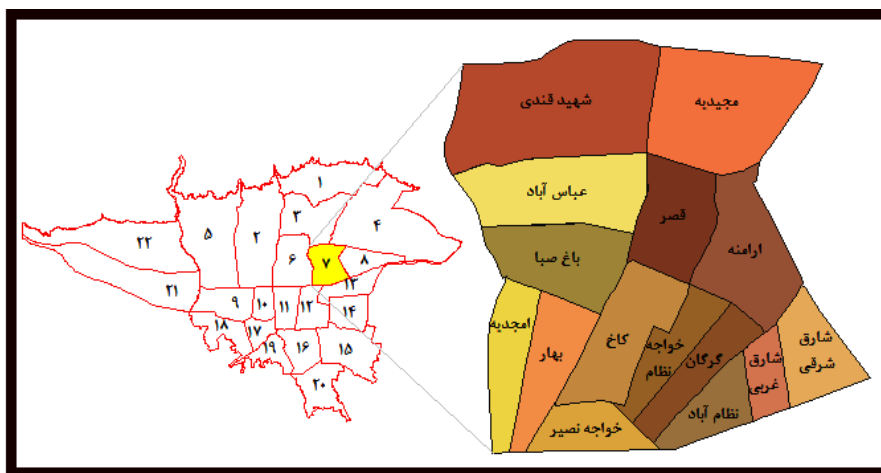 شهید قندی
مجیدیه
عباس آباد
قصر
ارامنه
باغ صبا
امجدیه
بهار
کاخ
خواجه
نظام
گرگان
نظام آباد
شارق
غربی
شارق
شرقی
خواجه نصیر
۱
۲
۳
۴
۵
۶
۷
۸
۹
۱۰
۱۱
۱۲
۱۳
۱۴
۱۵
۱۶
۱۷
۱۸
۱۹
۲۰
۲۱
۲۲